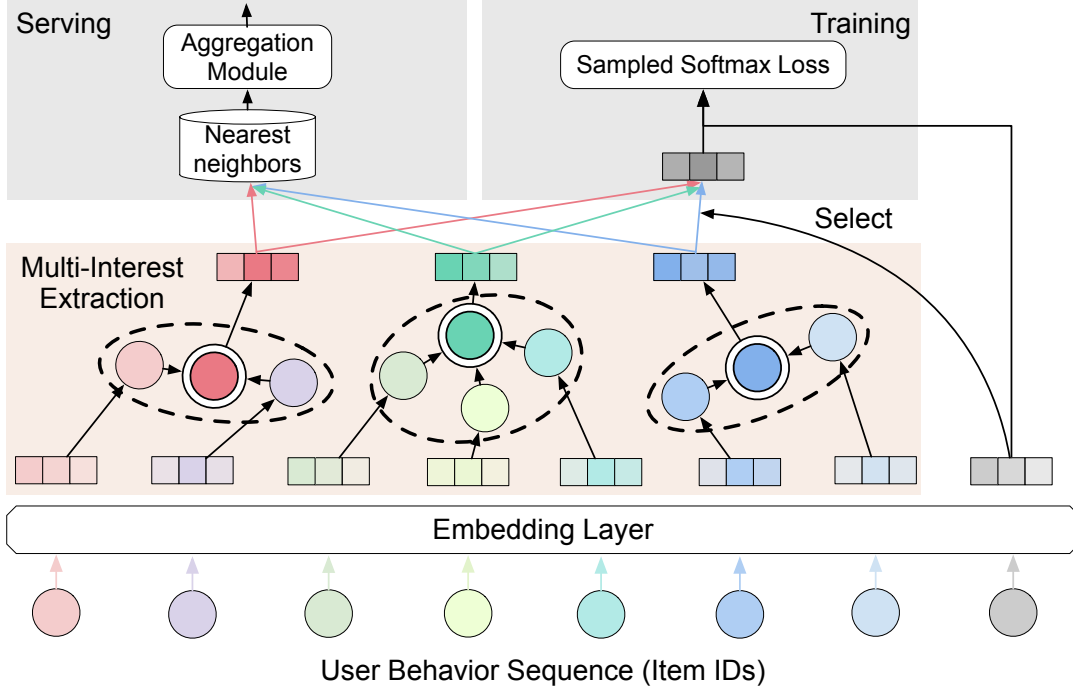 Serving
Training
Aggregation
Module
Sampled Softmax Loss
Nearest
neighbors
Select
Multi-Interest
Extraction
Embedding Layer
User Behavior Sequence (Item IDs)